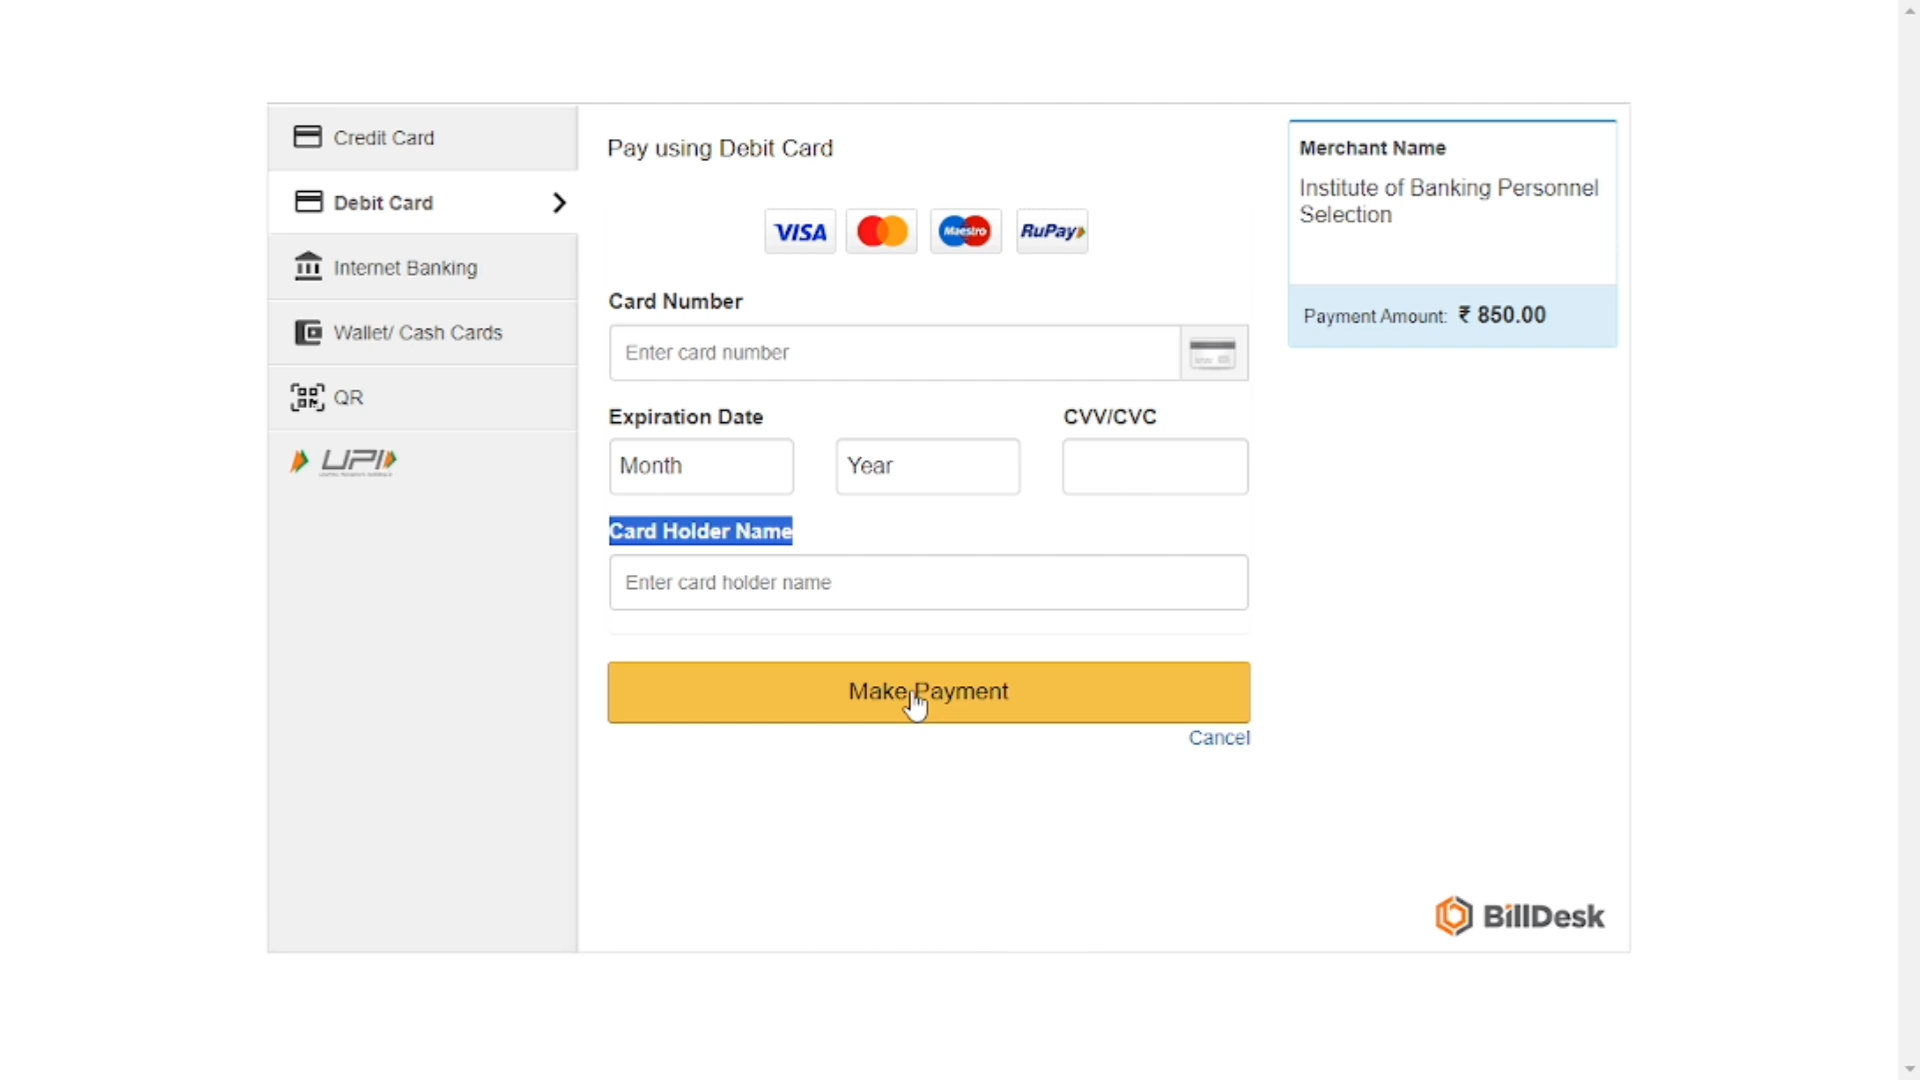 Credit Card
Debit Card
Internet Banking
Wallet/ Cash Cards
QR
UPI
Pay using Debit Card
VISA
Maestro
RuPay
Card Number
Enter card number
Expiration Date
CVV/CVC
Month
Year
Card Holder Name
Enter card holder name
Make Payment
Cancel
Merchant Name
Institute of Banking Personnel
Selection
Payment Amount: ₹ 850.00
BillDesk